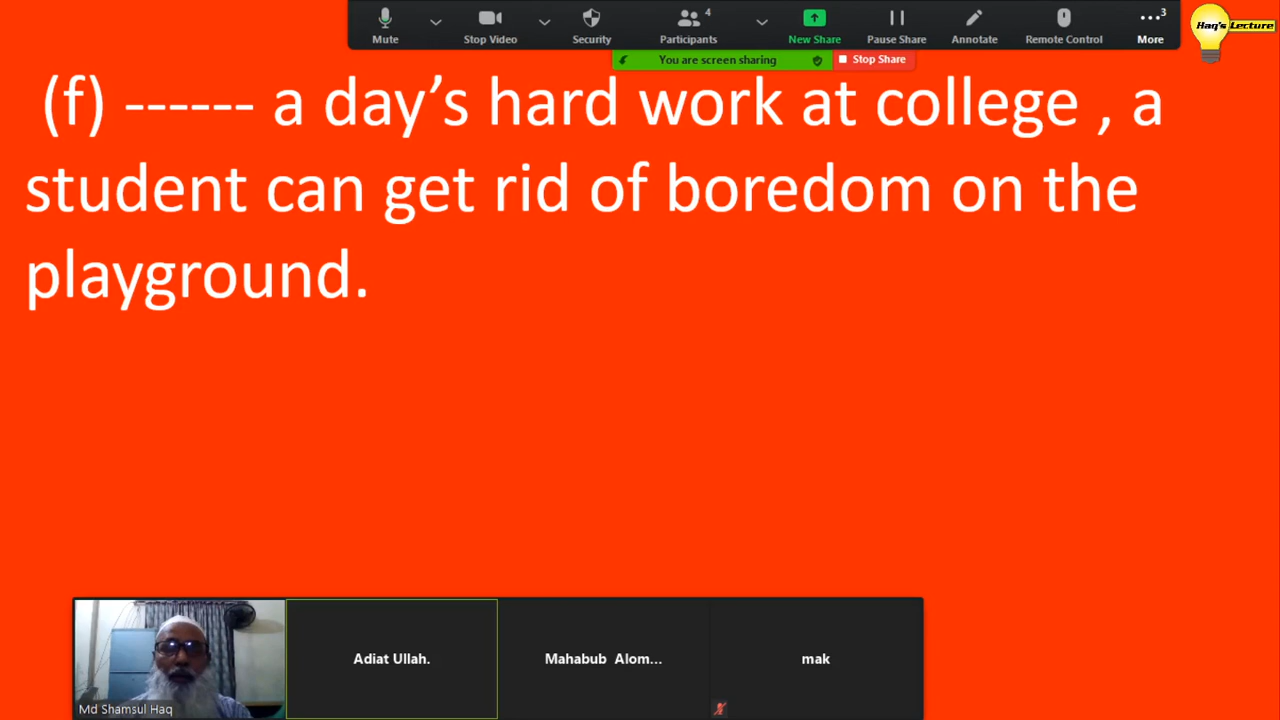 Mute
Stop Video
Security
4
Participants
New Share
Pause Share
Annotate
Remote Control
3
More
Haq's Lecture
You are screen sharing
Stop Share
(f) ------ a day’s hard work at college , a
student can get rid of boredom on the
playground.
Md Shamsul Haq
Adiat Ullah.
Mahabub Alom...
mak